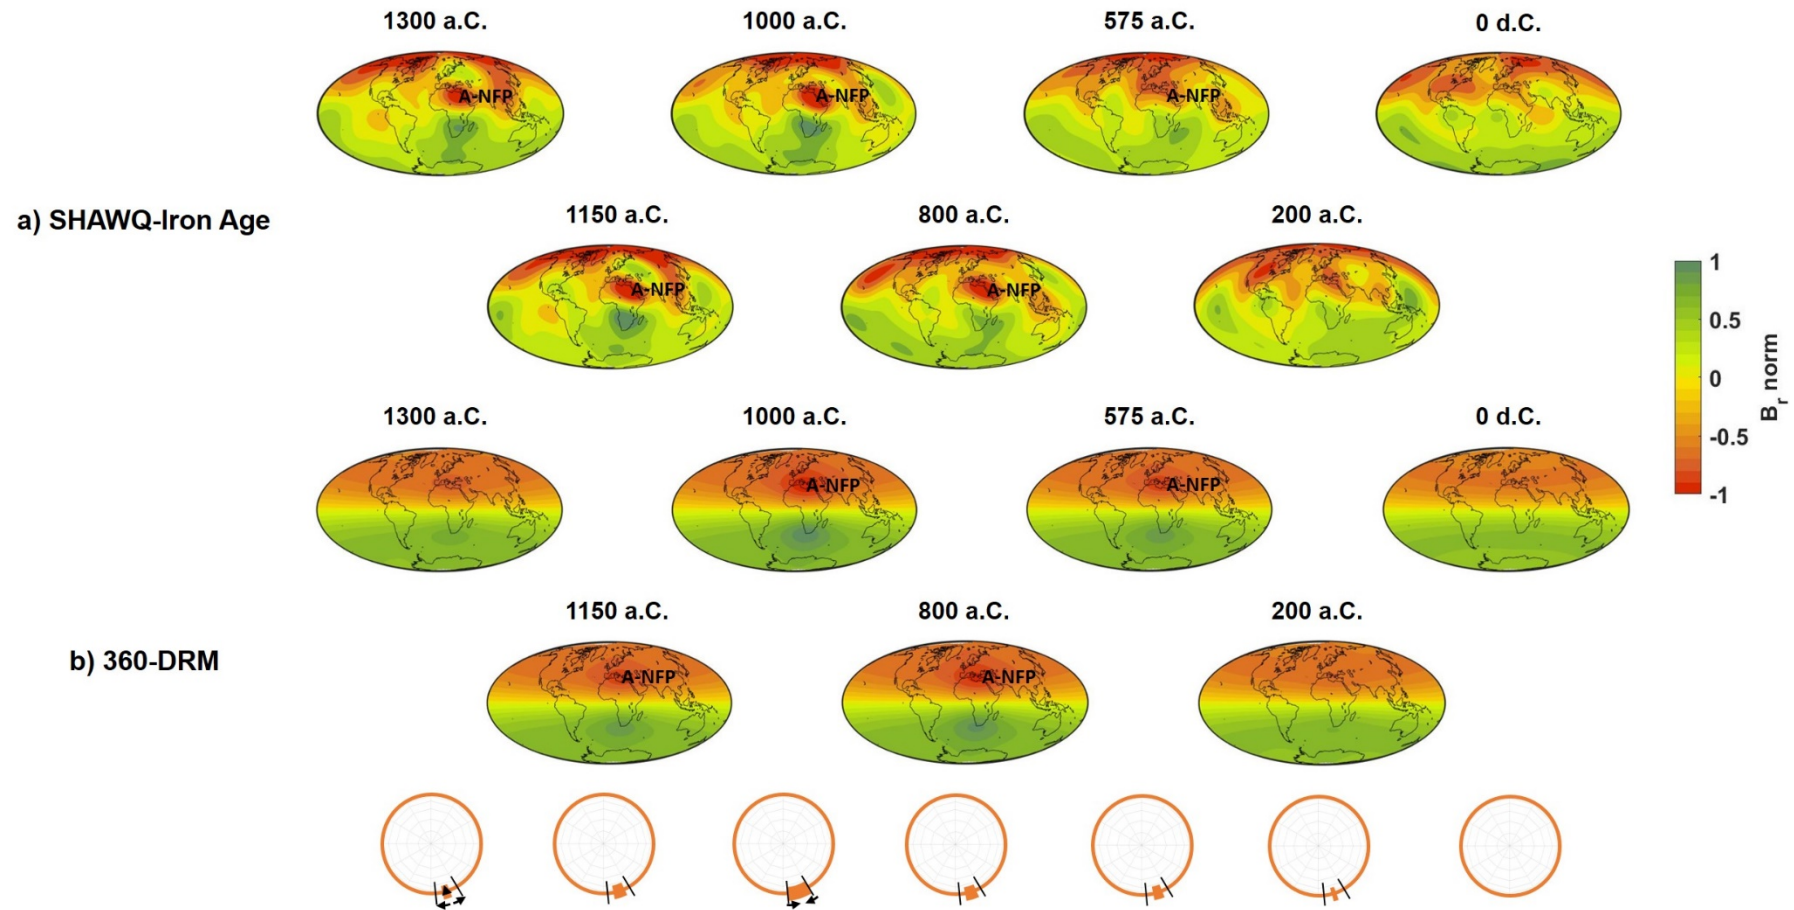 1300 a.C.
1000 a.C.
575 a.C.
0 d.C.
A-NFP
A-NFP
A-NFP
a) SHAWQ-Iron Age
1150 a.C.
800 a.C.
200 a.C.
A-NFP
A-NFP
1
0.5
0
-0.5
-1
Br norm
1300 a.C.
1000 a.C.
575 a.C.
0 d.C.
A-NFP
A-NFP
b) 360-DRM
1150 a.C.
800 a.C.
200 a.C.
A-NFP
A-NFP